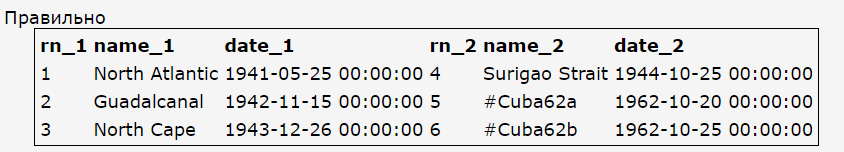 Правильно
rn_1 name_1 date_1 rn_2 name_2 date_2
1 North Atlantic 1941-05-25 00:00:00 4 Surigao Strait 1944-10-25 00:00:00
2 Guadalcanal 1942-11-15 00:00:00 5 #Cuba62a 1962-10-20 00:00:00
3 North Cape 1943-12-26 00:00:00 6 #Cuba62b 1962-10-25 00:00:00